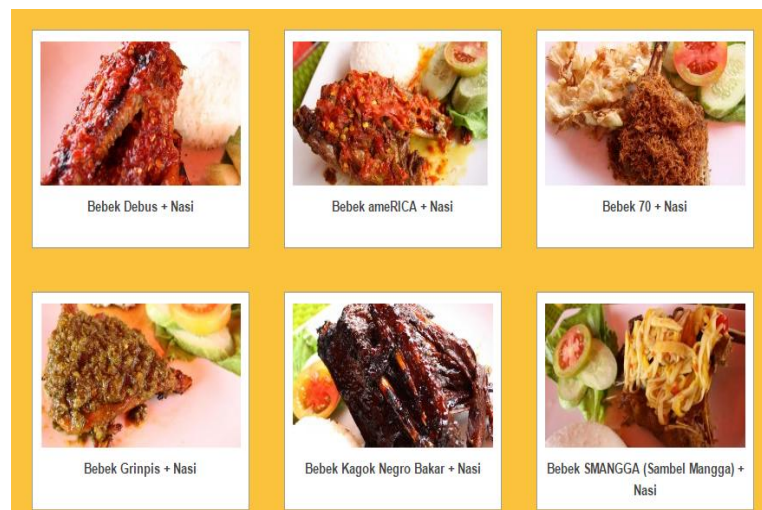 Bebek Debus + Nasi
Bebek ameRICA + Nasi
Bebek 70 + Nasi
Bebek Grinpis + Nasi
Bebek Kagok Negro Bakar + Nasi
Bebek SMANGGA (Sambel Mangga) +
Nasi